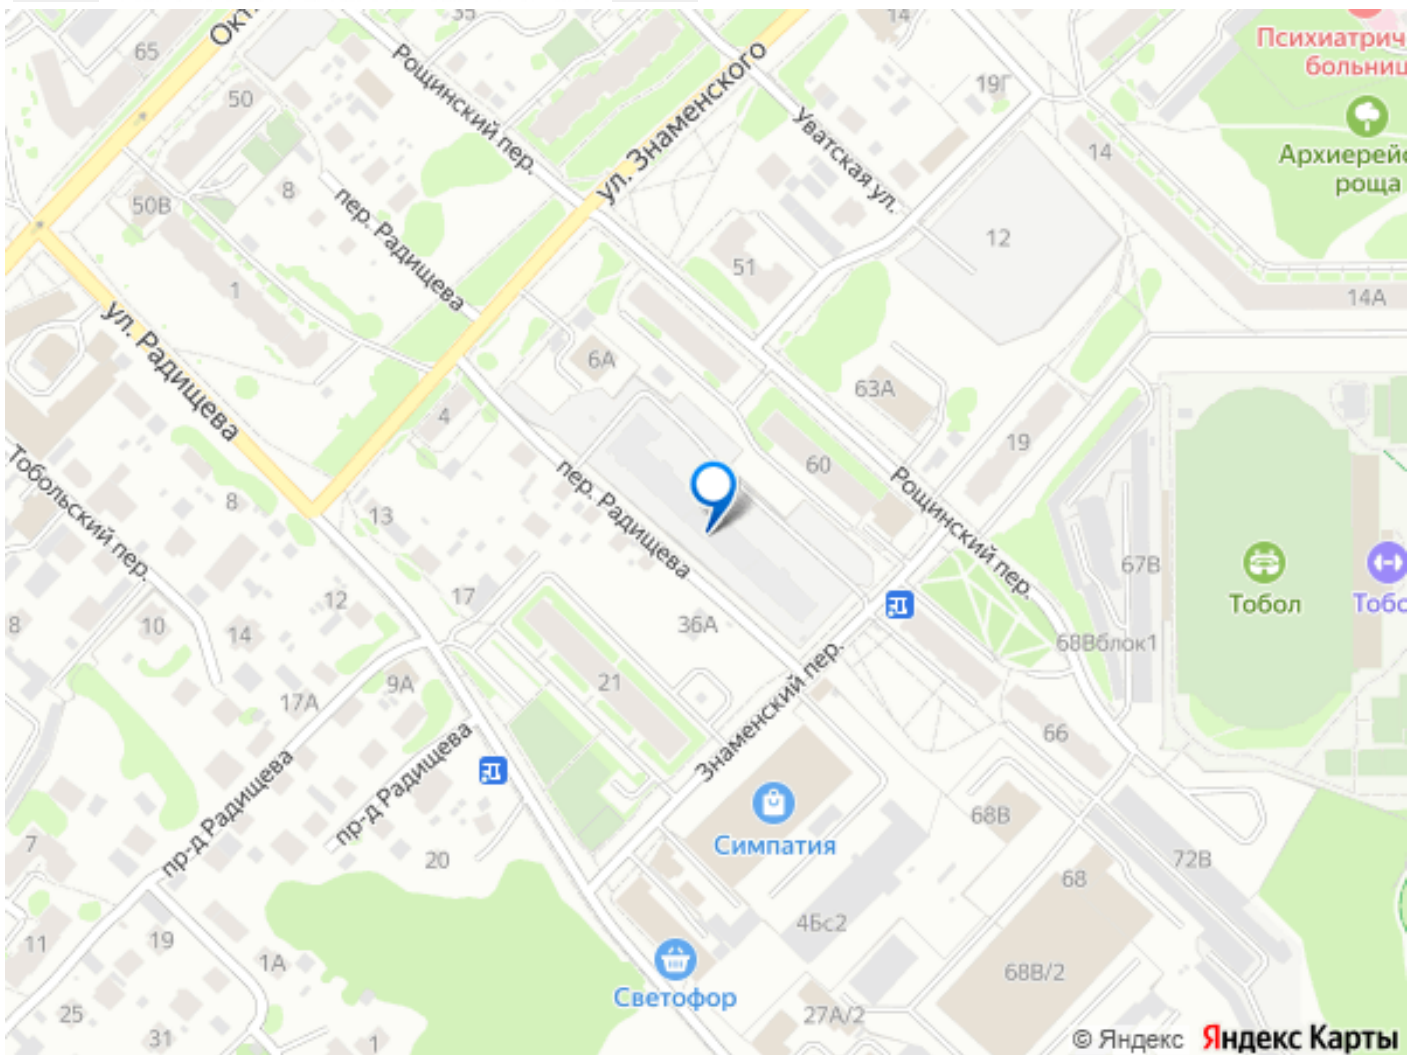 35
14
Окт
65
Рощинский пер.
ул. Знаменского
Психиатрич
больниц
19Г
50
Уватская ул.
14
Архиерейс
роща
8
50В
пер. Радищева
12
51
1
14А
ул. Радищева
6А
63А
4
19
60
Рощинский пер.
Тобольский пер.
пер. Радищева
8
13
67В
Тобол
Тобс
17
12
8
10
14
36А
68Вблок1
Знаменский пер.
9А
21
17А
66
пр-д Радищева
пр-д Радищева
68В
7
Симпатия
20
72В
68
4Бс2
11
19
1А
68В/2
Светофор
25
27А/2
31
1
© Яндекс Яндекс Карты